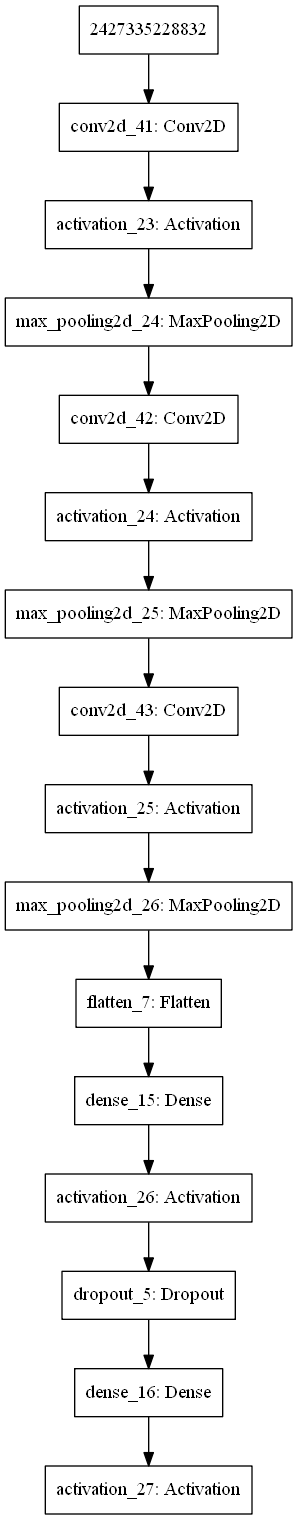 2427335228832
conv2d_41: Conv2D
activation_23: Activation
max_pooling2d_24: MaxPooling2D
conv2d_42: Conv2D
activation_24: Activation
max_pooling2d_25: MaxPooling2D
conv2d_43: Conv2D
activation_25: Activation
max_pooling2d_26: MaxPooling2D
flatten_7: Flatten
dense_15: Dense
activation_26: Activation
dropout_5: Dropout
dense_16: Dense
activation_27: Activation